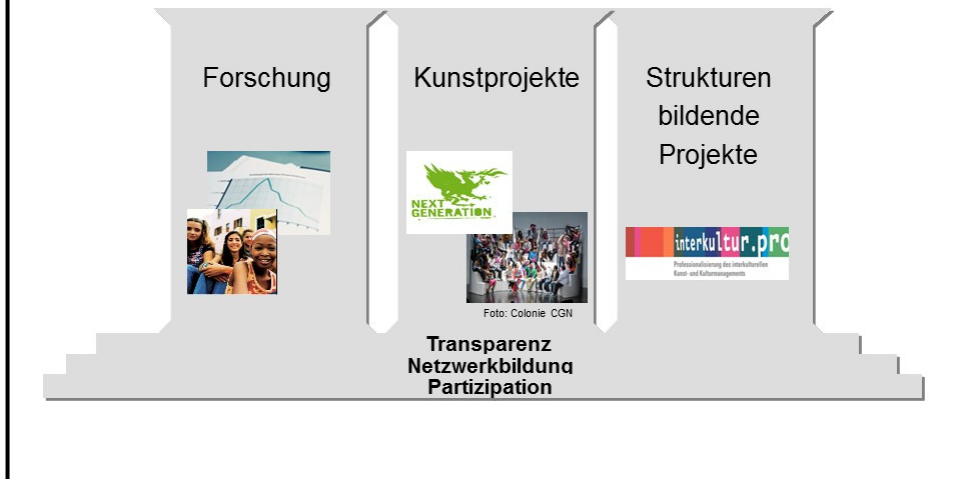 Forschung
Kunstprojekte
Strukturen
bildende
Projekte
NEXT
GENERATION
interkultur.pro
Professionalisierung des interkulturellen
Kunst- und Kulturmanagements
Foto: Colonie CGN
Transparenz
Netzwerkbildung
Partizipation